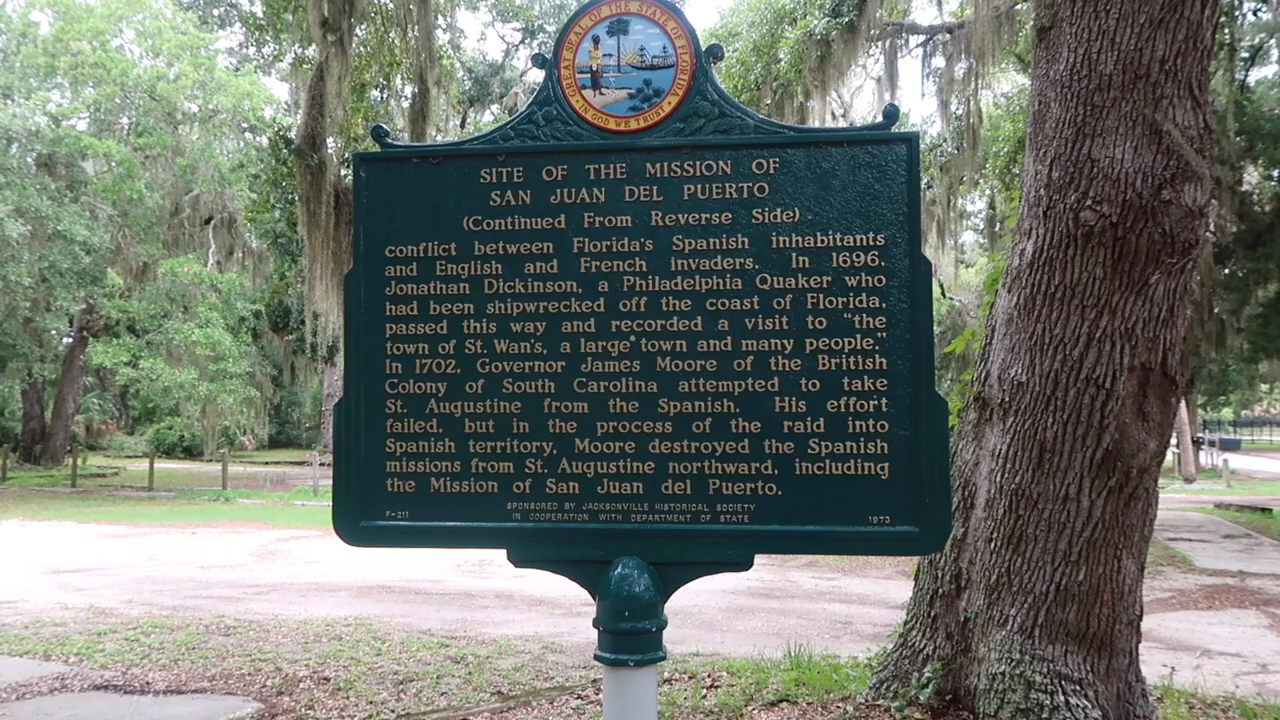 GREAT SEAL OF THE STATE OF FLORIDA
IN GOD WE TRUST
SITE OF THE MISSION OF
SAN JUAN DEL PUERTO
(Continued From Reverse Side)
conflict between Florida's Spanish inhabitants
and English and French invaders. In 1696,
Jonathan Dickinson, a Philadelphia Quaker who
had been shipwrecked off the coast of Florida,
passed this way and recorded a visit to "the
town of St. Wan's, a large town and many people."
In 1702, Governor James Moore of the British
Colony of South Carolina attempted to take
St. Augustine from the Spanish. His effort
failed, but in the process of the raid into
Spanish territory, Moore destroyed the Spanish
missions from St. Augustine northward, including
the Mission of San Juan del Puerto.
SPONSORED BY JACKSONVILLE HISTORICAL SOCIETY
IN COOPERATION WITH DEPARTMENT OF STATE
F-211
1973